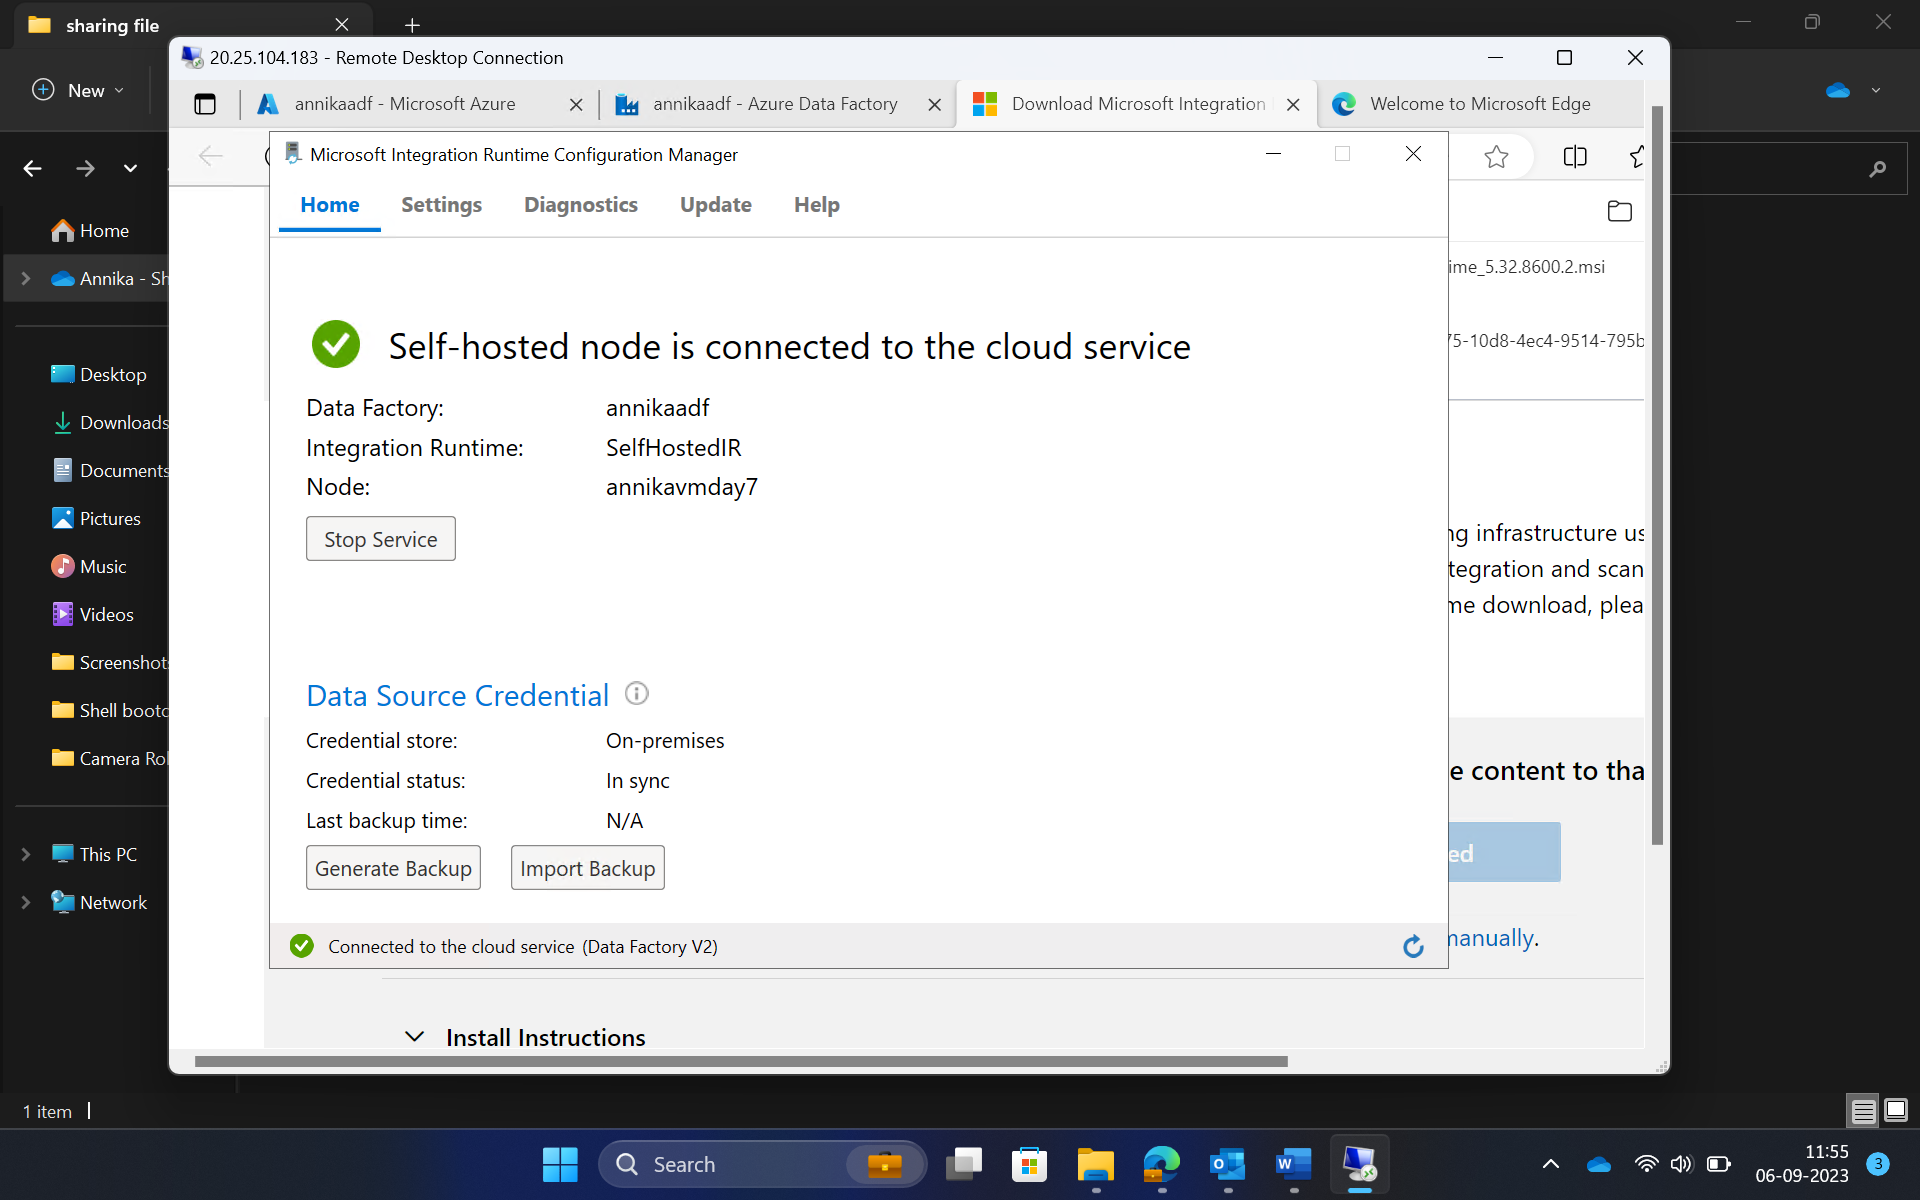 sharing file
New
Home
Annika - Sh
Desktop
Downloads
Documents
Pictures
Music
Videos
Screenshots
Shell bootc
Camera Rol
This PC
Network
1 item
20.25.104.183 - Remote Desktop Connection
annikaadf - Microsoft Azure
annikaadf - Azure Data Factory
Download Microsoft Integration
Welcome to Microsoft Edge
Microsoft Integration Runtime Configuration Manager
Home Settings Diagnostics Update Help
Self-hosted node is connected to the cloud service
Data Factory: annikaadf
Integration Runtime: SelfHostedIR
Node: annikavmday7
Stop Service
Data Source Credential
Credential store: On-premises
Credential status: In sync
Last backup time: N/A
Generate Backup Import Backup
Connected to the cloud service (Data Factory V2)
ime_5.32.8600.2.msi
75-10d8-4ec4-9514-795b
ng infrastructure us
tegration and scan
me download, plea
e content to tha
ed
manually.
Install Instructions
Search
11:55
06-09-2023
3